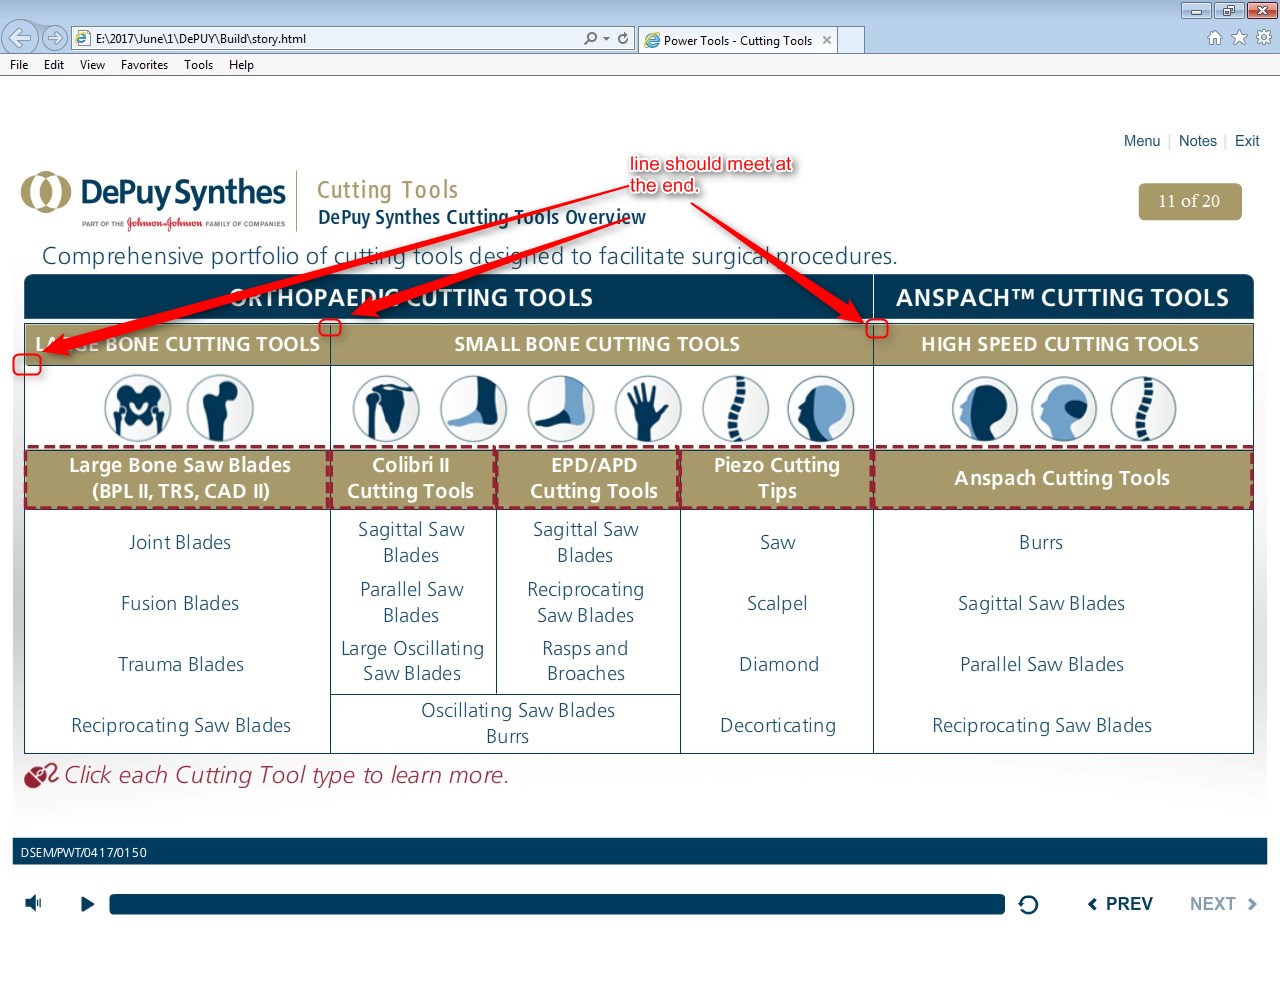 E:\2017\June\1\DePUY\Build\story.html
Power Tools - Cutting Tools
File Edit View Favorites Tools Help
Menu | Notes | Exit
line should meet at
the end.
DePuy Synthes
PART OF THE Johnson & Johnson FAMILY OF COMPANIES
Cutting Tools
DePuy Synthes Cutting Tools Overview
11 of 20
Comprehensive portfolio of cutting tools designed to facilitate surgical procedures.
ORTHOPAEDIC CUTTING TOOLS
ANSPACH™ CUTTING TOOLS
LARGE BONE CUTTING TOOLS
SMALL BONE CUTTING TOOLS
HIGH SPEED CUTTING TOOLS
Large Bone Saw Blades
(BPL II, TRS, CAD II)
Colibri II
Cutting Tools
EPD/APD
Cutting Tools
Piezo Cutting
Tips
Anspach Cutting Tools
Joint Blades
Fusion Blades
Trauma Blades
Reciprocating Saw Blades
Sagittal Saw
Blades
Parallel Saw
Blades
Large Oscillating
Saw Blades
Sagittal Saw
Blades
Reciprocating
Saw Blades
Rasps and
Broaches
Oscillating Saw Blades
Burrs
Saw
Scalpel
Diamond
Decorticating
Burrs
Sagittal Saw Blades
Parallel Saw Blades
Reciprocating Saw Blades
Click each Cutting Tool type to learn more.
DSEM/PWT/0417/0150
PREV
NEXT